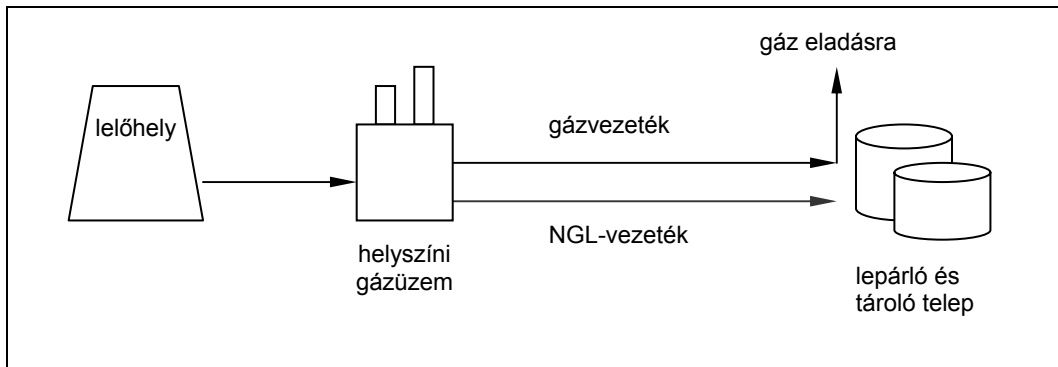 gáz eladásra
lelőhely
gázvezeték
NGL-vezeték
helyszíni
gázüzem
lepárló és
tároló telep